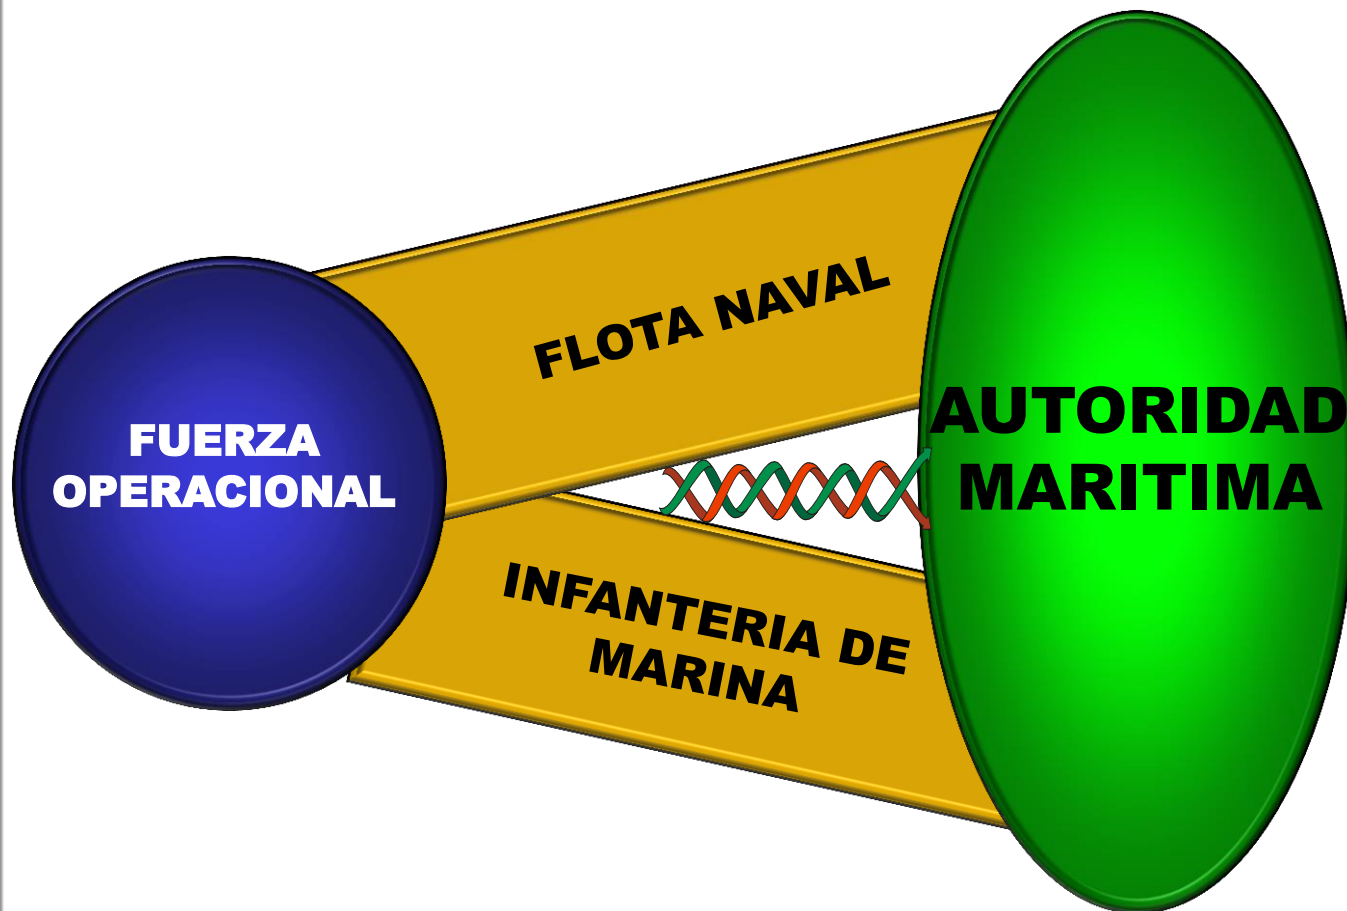 FUERZA
OPERACIONAL
FLOTA NAVAL
INFANTERIA DE
MARINA
AUTORIDAD
MARITIMA